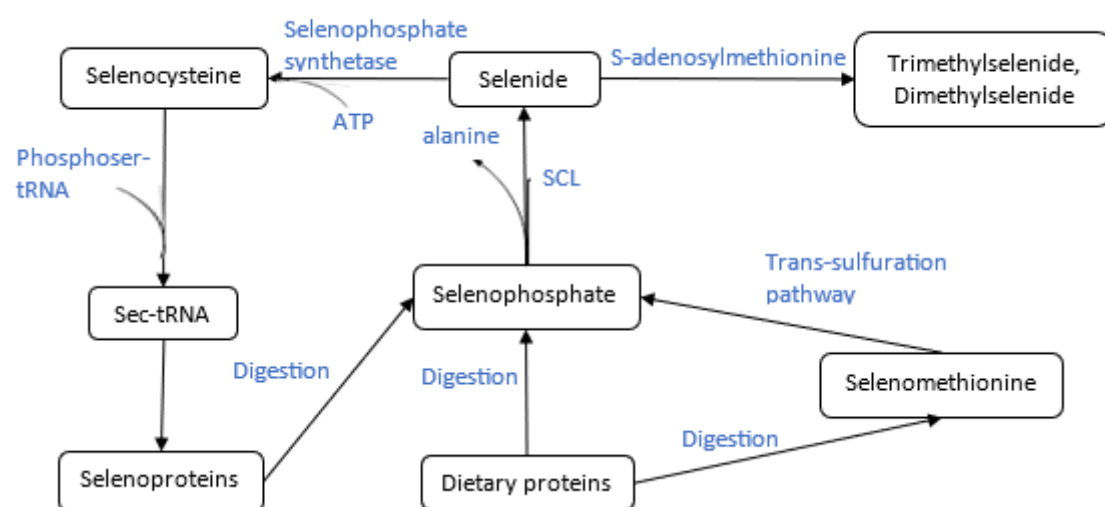 Selenophosphate
synthetase
Selenocysteine
Selenide
S-adenosylmethionine
Trimethylselenide,
Dimethylselenide
ATP
alanine
Phosphoser-
tRNA
SCL
Trans-sulfuration
pathway
Selenophosphate
Sec-tRNA
Digestion
Digestion
Selenomethionine
Digestion
Selenoproteins
Dietary proteins